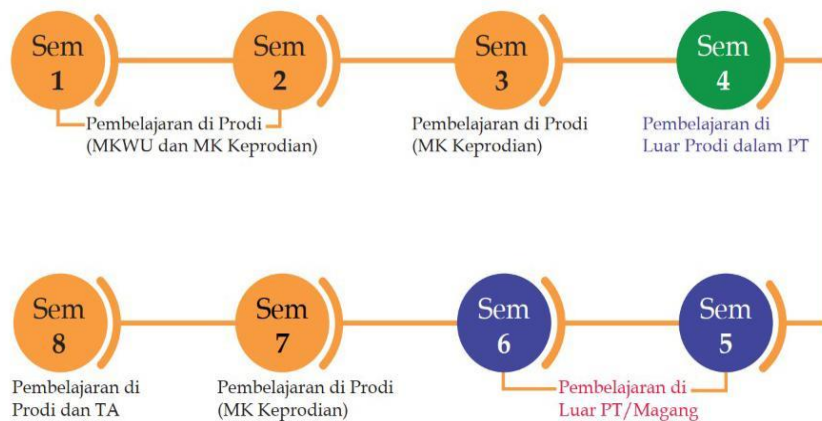 Sem
1
Sem
2
Sem
3
Sem
4
Pembelajaran di Prodi
(MKWU dan MK Keprodian)
Pembelajaran di Prodi
(MK Keprodian)
Pembelajaran di
Luar Prodi dalam PT
Sem
8
Sem
7
Sem
6
Sem
5
Pembelajaran di
Prodi dan TA
Pembelajaran di Prodi
(MK Keprodian)
Pembelajaran di
Luar PT/Magang